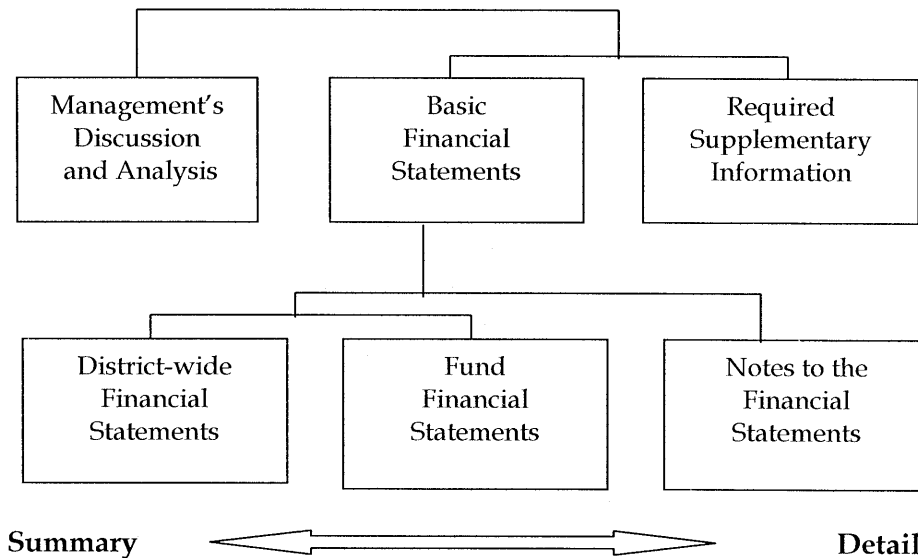 Management's
Discussion
and Analysis
Basic
Financial
Statements
Required
Supplementary
Information
District-wide
Financial
Statements
Fund
Financial
Statements
Notes to the
Financial
Statements
Summary
Detail